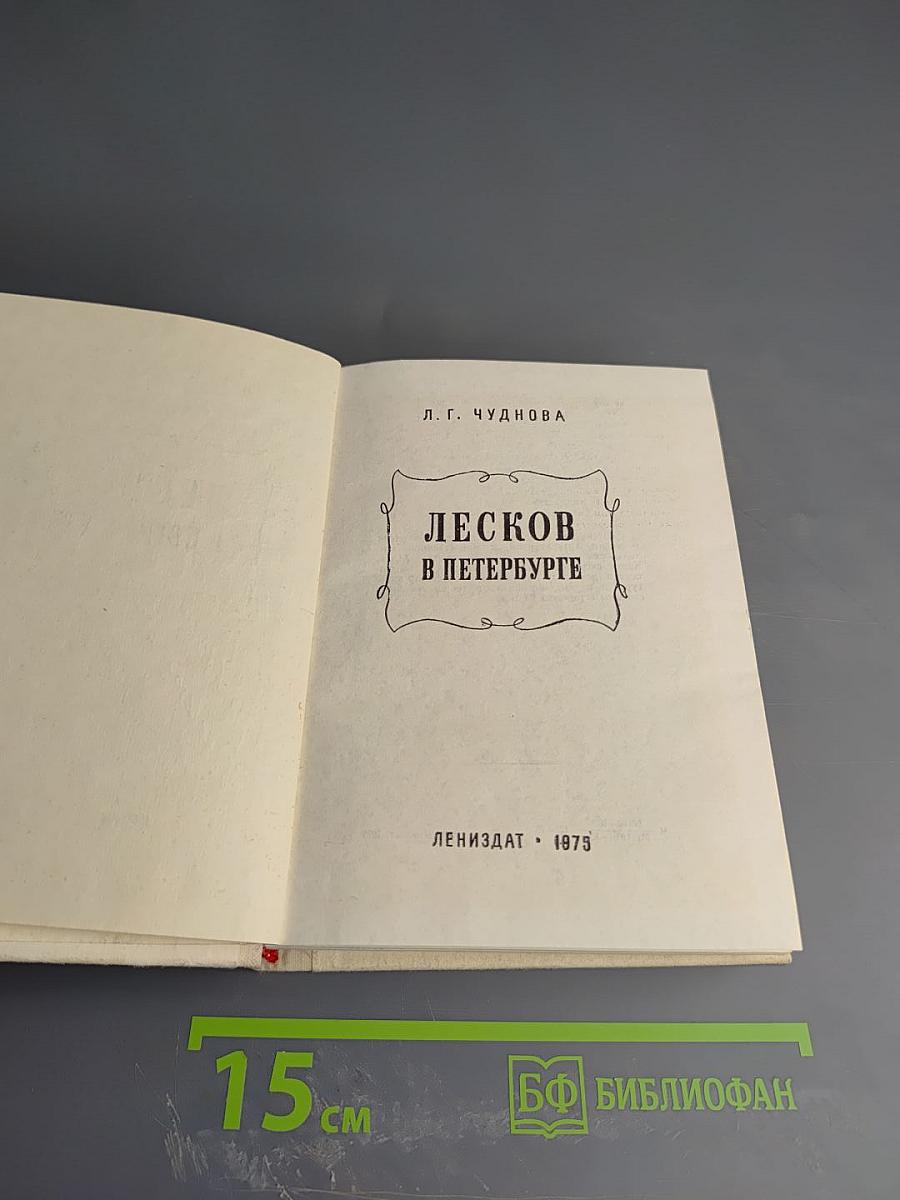 Л. Г. ЧУДНОВА
ЛЕСКОВ
В ПЕТЕРБУРГЕ
ЛЕНИЗДАТ • 1975
15 см
БФ БИБЛИОФАН